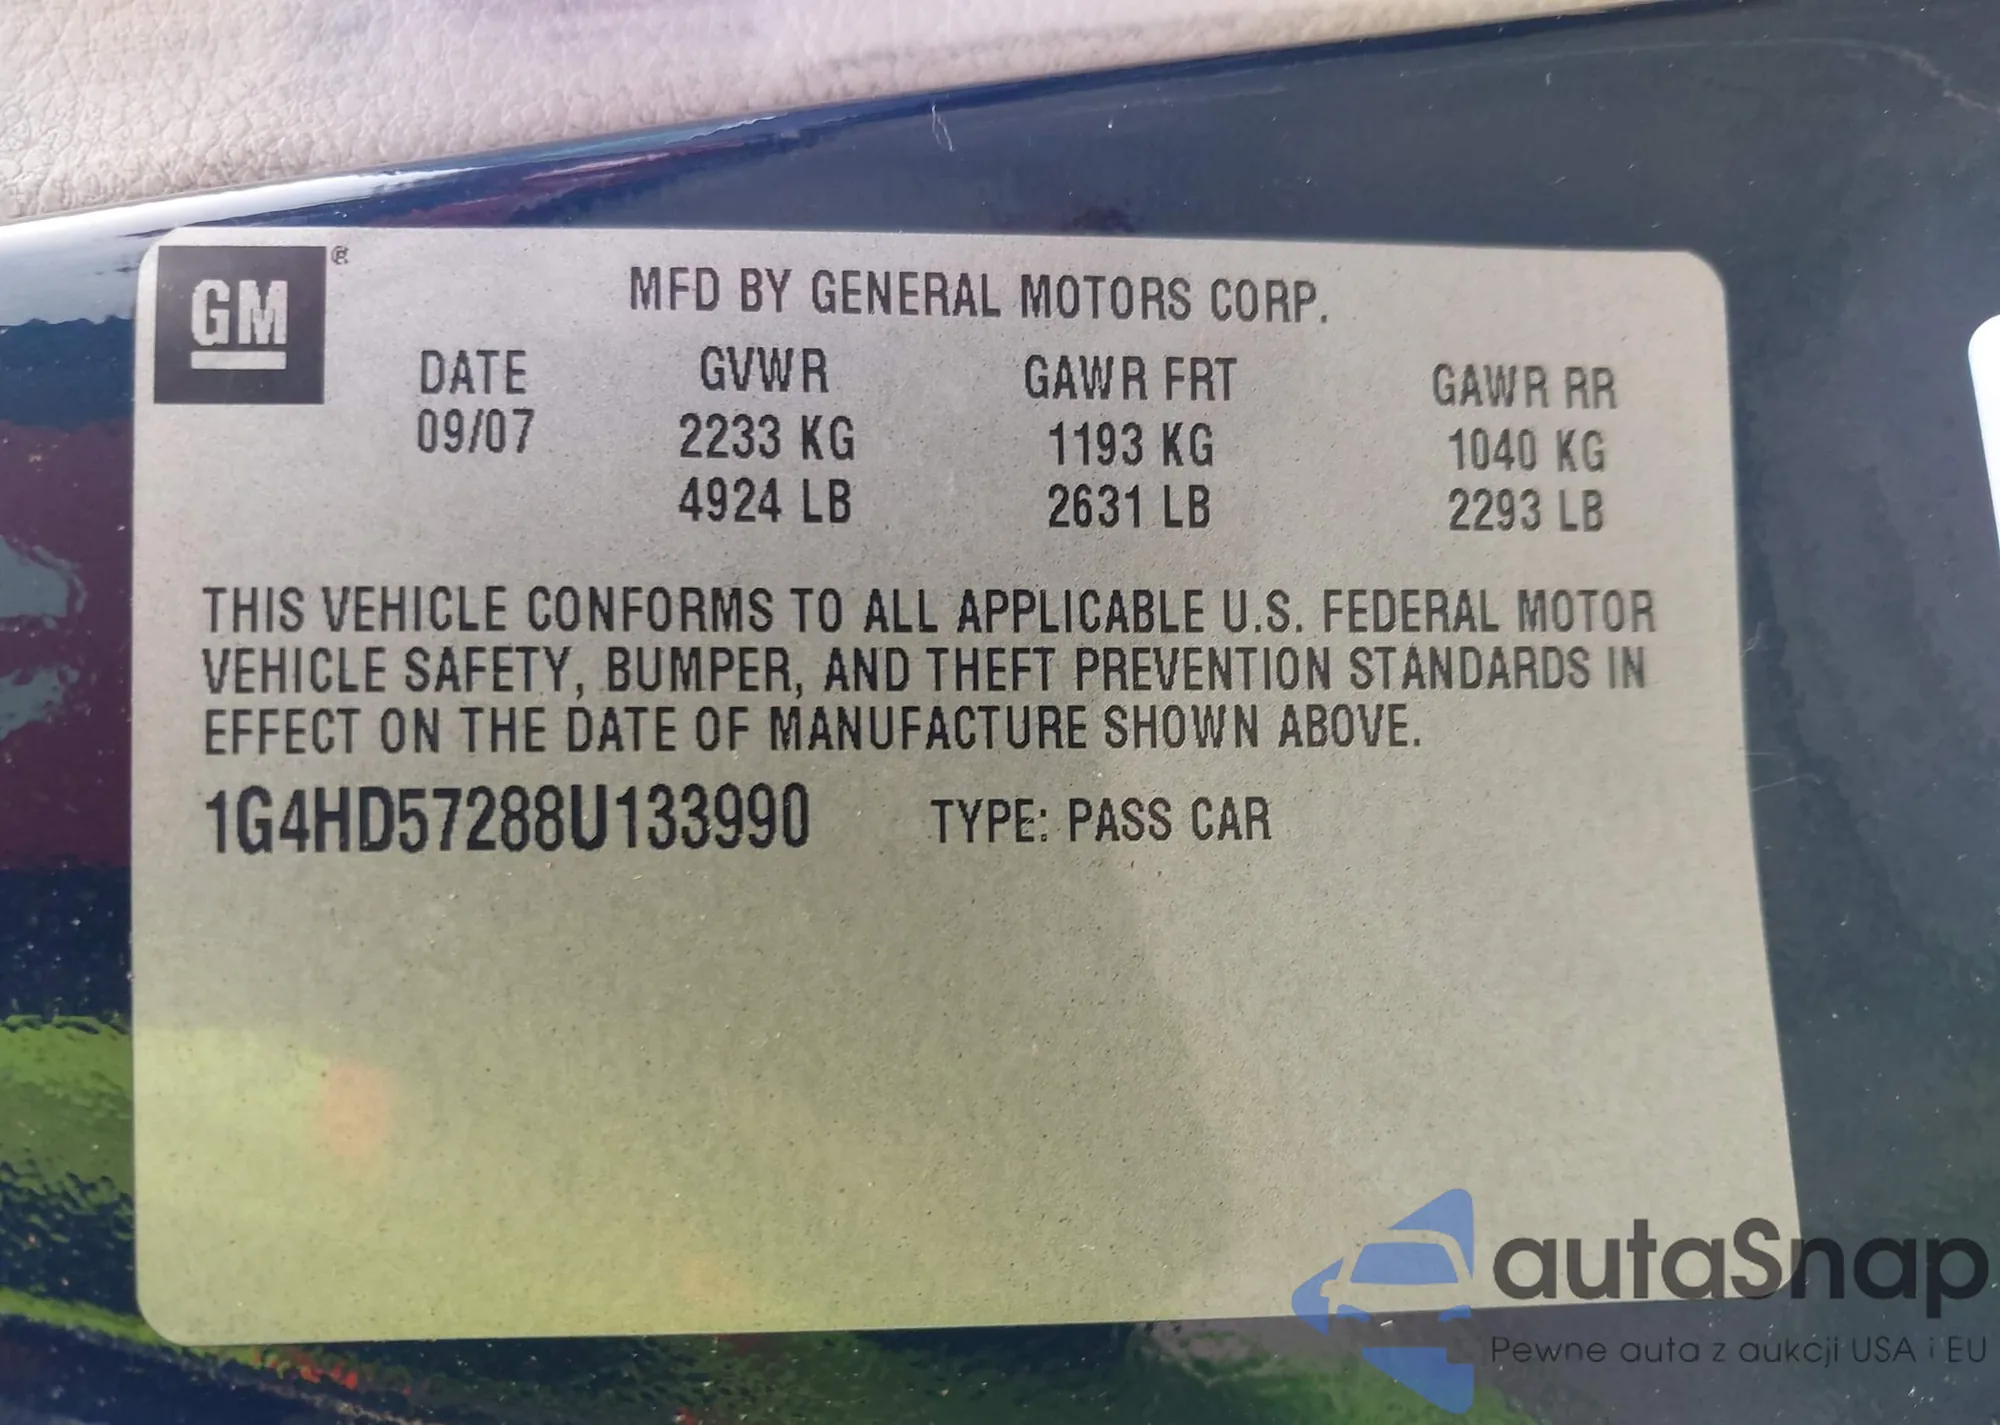 GM ®
MFD BY GENERAL MOTORS CORP.
DATE GVWR GAWR FRT GAWR RR
09/07 2233 KG 1193 KG 1040 KG
4924 LB 2631 LB 2293 LB
THIS VEHICLE CONFORMS TO ALL APPLICABLE U.S. FEDERAL MOTOR
VEHICLE SAFETY, BUMPER, AND THEFT PREVENTION STANDARDS IN
EFFECT ON THE DATE OF MANUFACTURE SHOWN ABOVE.
1G4HD57288U133990 TYPE: PASS CAR
autaSnap
Pewne auta z aukcji USA i EU